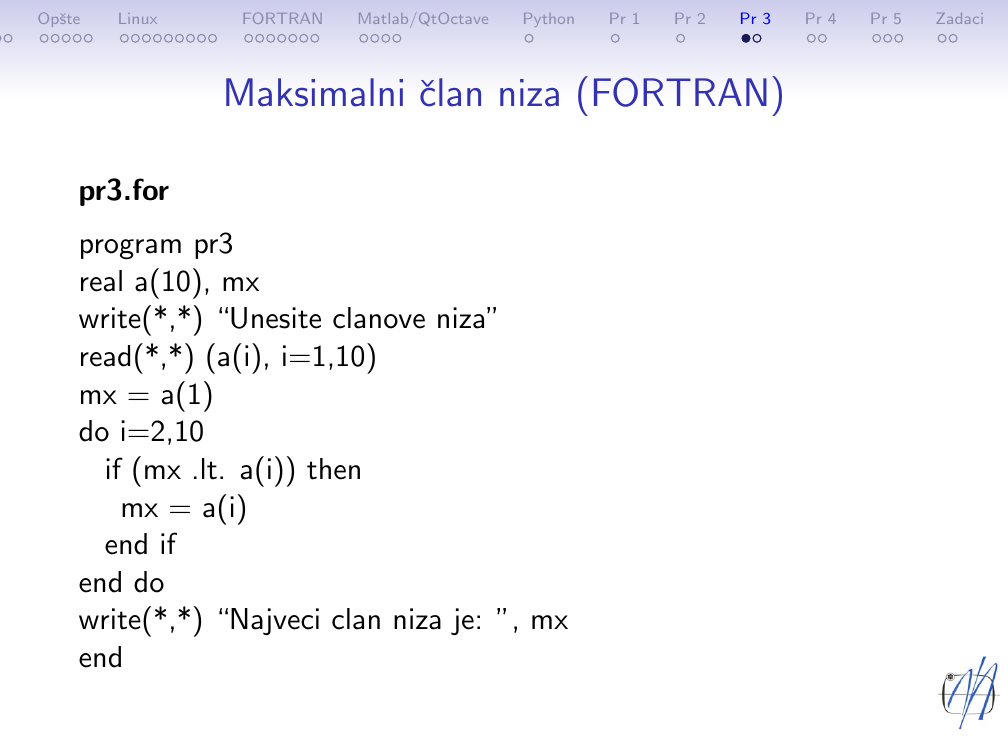 Opšte Linux FORTRAN Matlab/QtOctave Python Pr 1 Pr 2 Pr 3 Pr 4 Pr 5 Zadaci
Maksimalni član niza (FORTRAN)
pr3.for
program pr3
real a(10), mx
write(*,*) “Unesite clanove niza”
read(*,*) (a(i), i=1,10)
mx = a(1)
do i=2,10
if (mx .lt. a(i)) then
mx = a(i)
end if
end do
write(*,*) “Najveci clan niza je: ”, mx
end